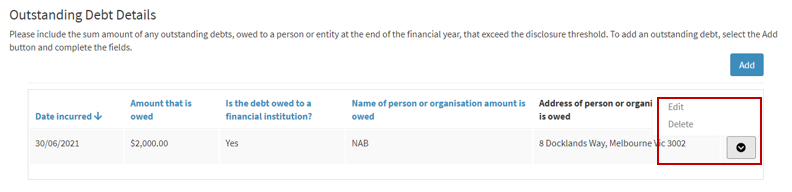 Outstanding Debt Details
Please include the sum amount of any outstanding debts, owed to a person or entity at the end of the financial year, that exceed the disclosure threshold. To add an outstanding debt, select the Add
button and complete the fields.
Add
Date incurred
Amount that is
owed
Is the debt owed to a
financial institution?
Name of person or organisation amount is
owed
Address of person or organi
is owed
Edit
Delete
30/06/2021
$2,000.00
Yes
NAB
8 Docklands Way, Melbourne Vic 3002